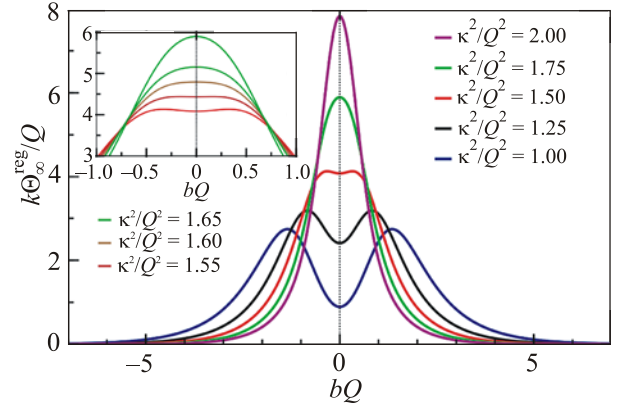 8
6
4
2
0
kΘ∞^reg/Q
6
5
4
3
−1.0 −0.5 0.0 0.5 1.0
bQ
κ²/Q² = 1.65
κ²/Q² = 1.60
κ²/Q² = 1.55
κ²/Q² = 2.00
κ²/Q² = 1.75
κ²/Q² = 1.50
κ²/Q² = 1.25
κ²/Q² = 1.00
−5 0 5
bQ